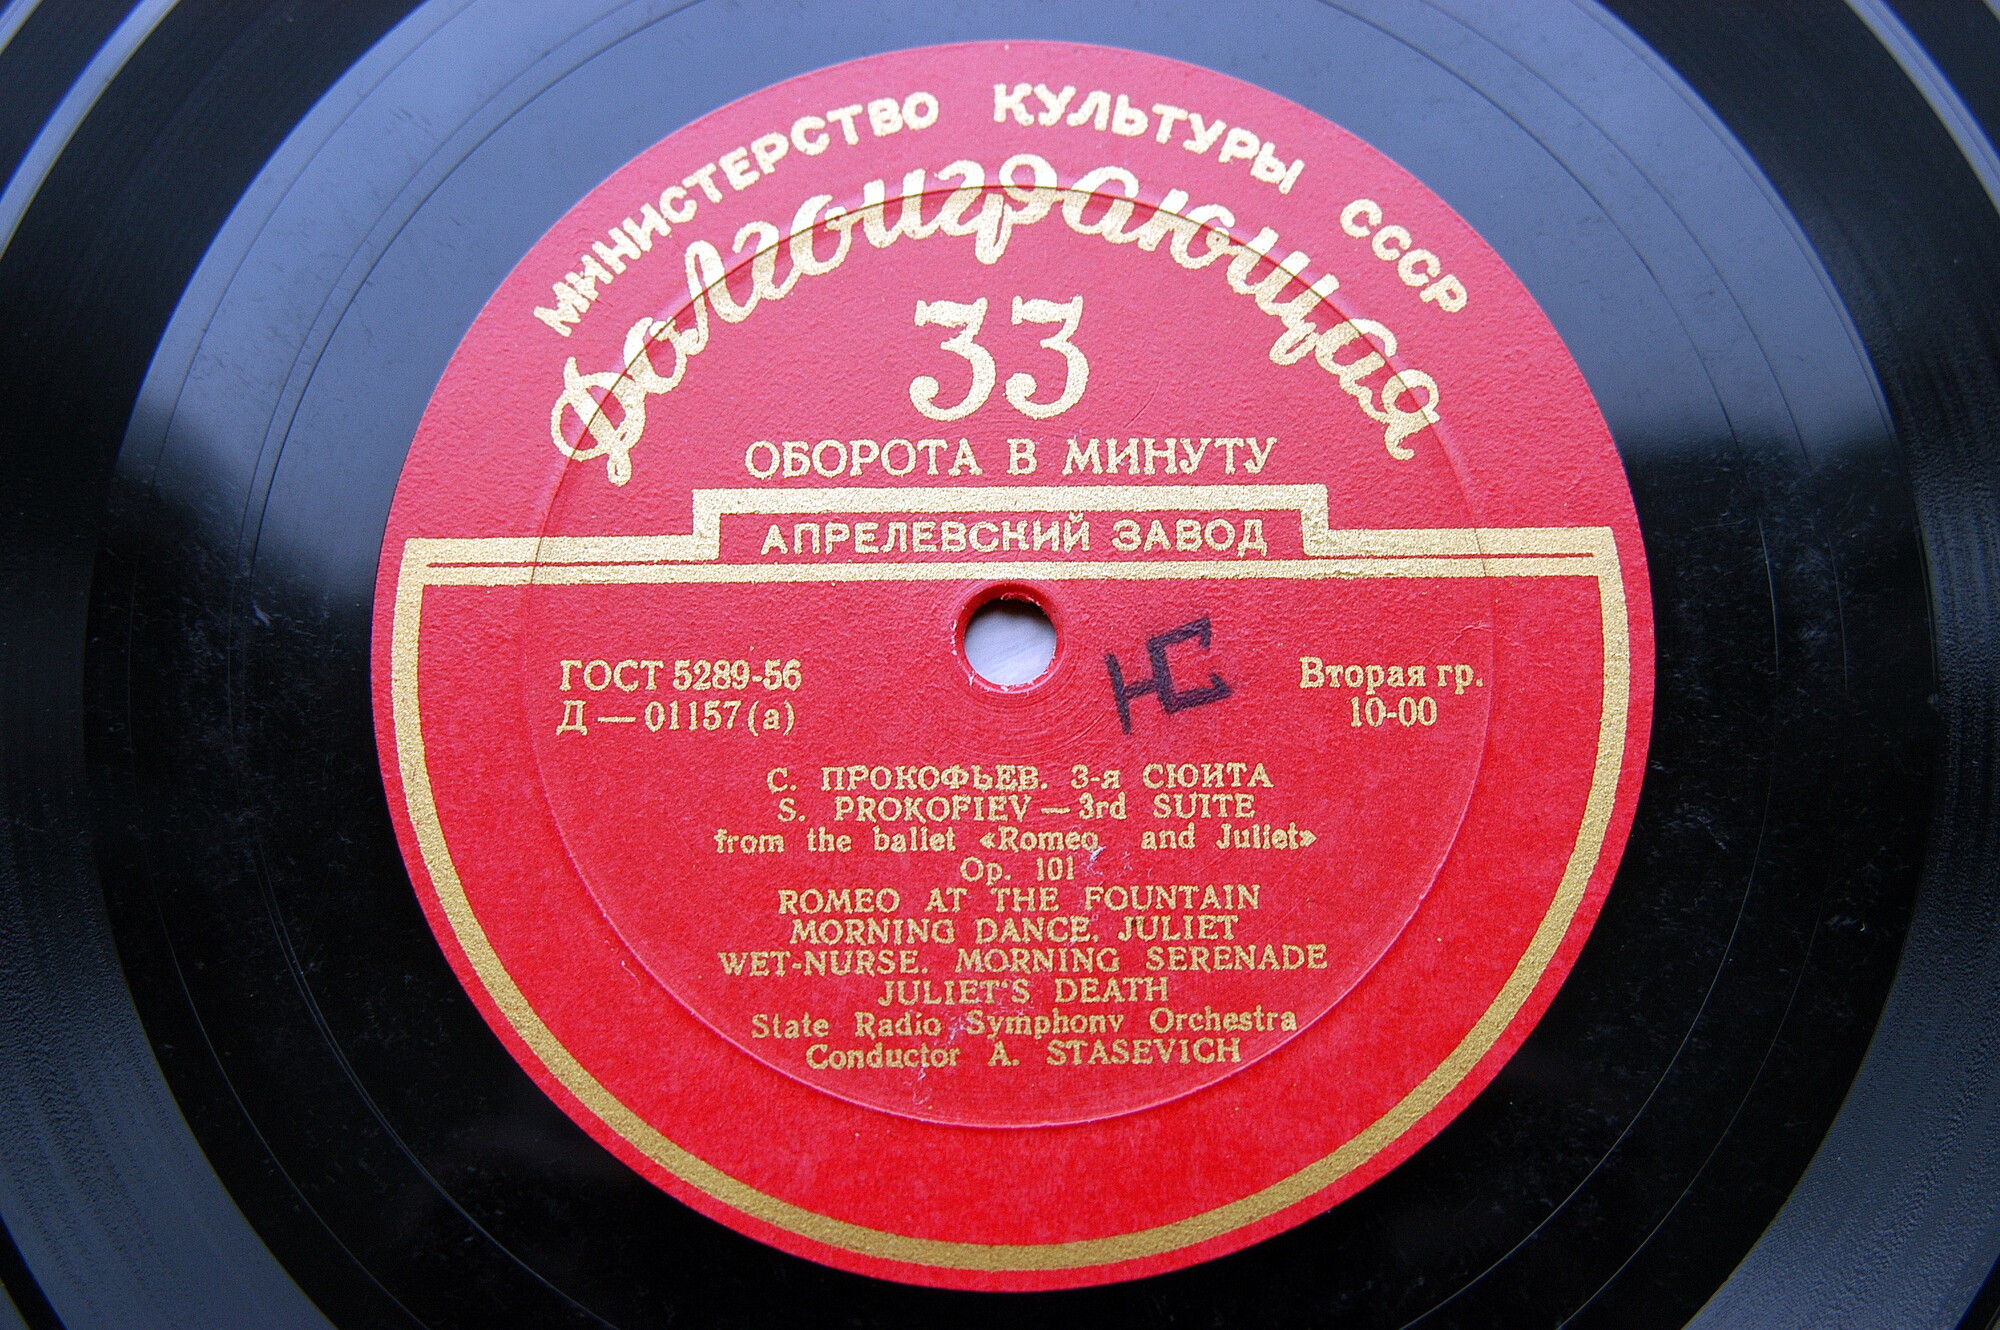 МИНИСТЕРСТВО КУЛЬТУРЫ СССР
Долгоиграющая
33
ОБОРОТА В МИНУТУ
АПРЕЛЕВСКИЙ ЗАВОД
НС
ГОСТ 5289-56
Д — 01157 (а)
Вторая гр.
10-00
С. ПРОКОФЬЕВ. 3-я СЮИТА
S. PROKOFIEV — 3rd SUITE
from the ballet «Romeo and Juliet»
Op. 101
ROMEO AT THE FOUNTAIN
MORNING DANCE. JULIET
WET-NURSE. MORNING SERENADE
JULIET'S DEATH
State Radio Symphony Orchestra
Conductor A. STASEVICH